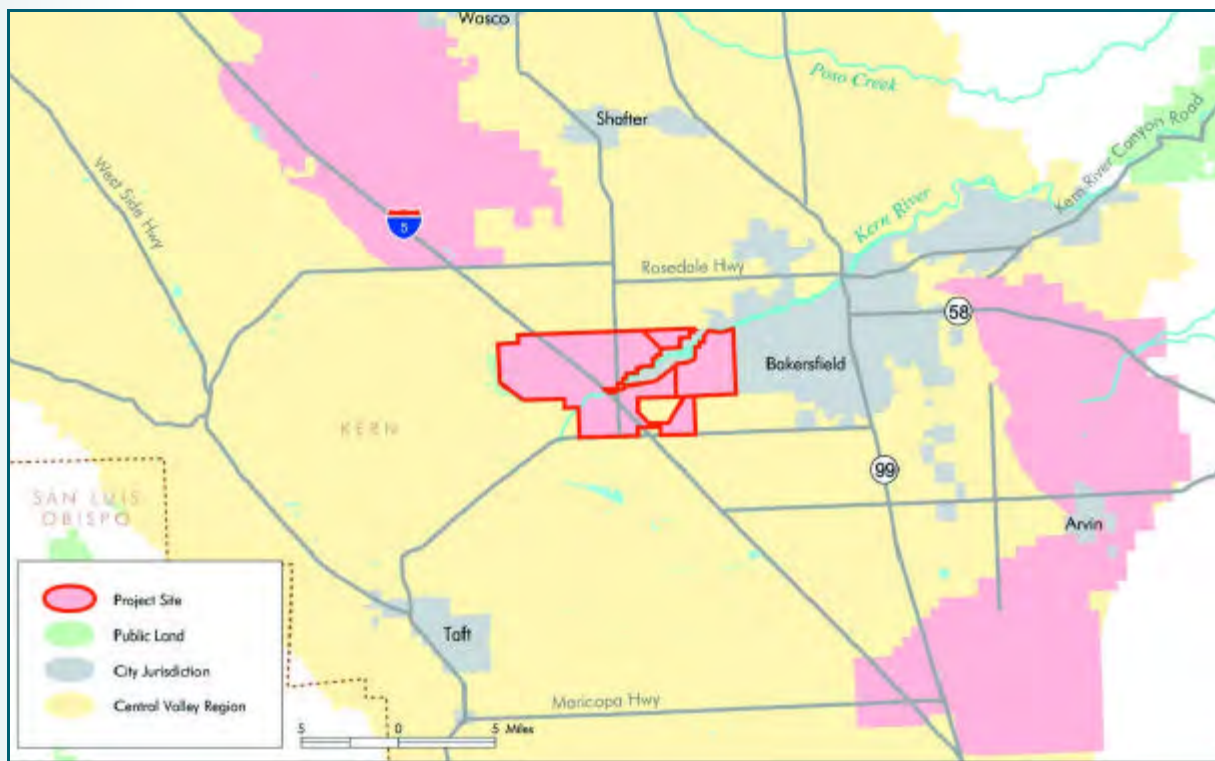 Wasco
Poso Creek
Shafter
Kern River Canyon Road
West Side Hwy
Kern River
5
Rosedale Hwy
58
Bakersfield
KERN
99
SAN LUIS
OBISPO
Arvin
Project Site
Public Land
Taft
City Jurisdiction
Central Valley Region
Maricopa Hwy
5 0 5 Miles